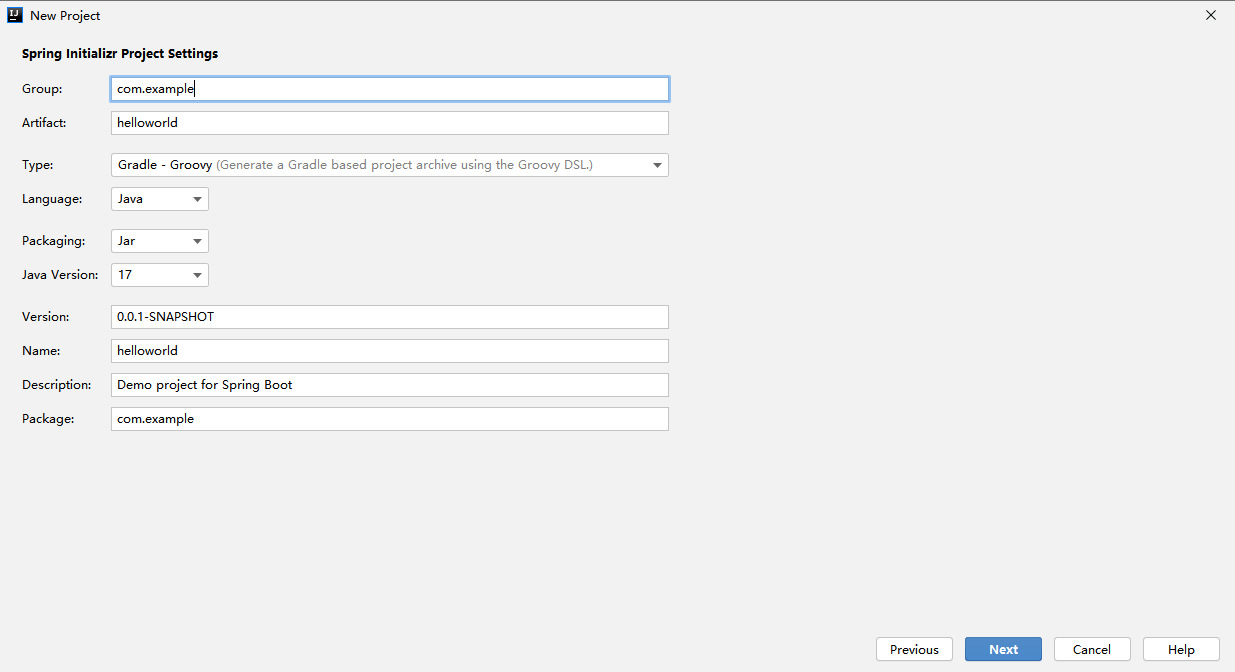 New Project
Spring Initializr Project Settings
Group: com.example
Artifact: helloworld
Type: Gradle - Groovy (Generate a Gradle based project archive using the Groovy DSL.)
Language: Java
Packaging: Jar
Java Version: 17
Version: 0.0.1-SNAPSHOT
Name: helloworld
Description: Demo project for Spring Boot
Package: com.example
Previous Next Cancel Help